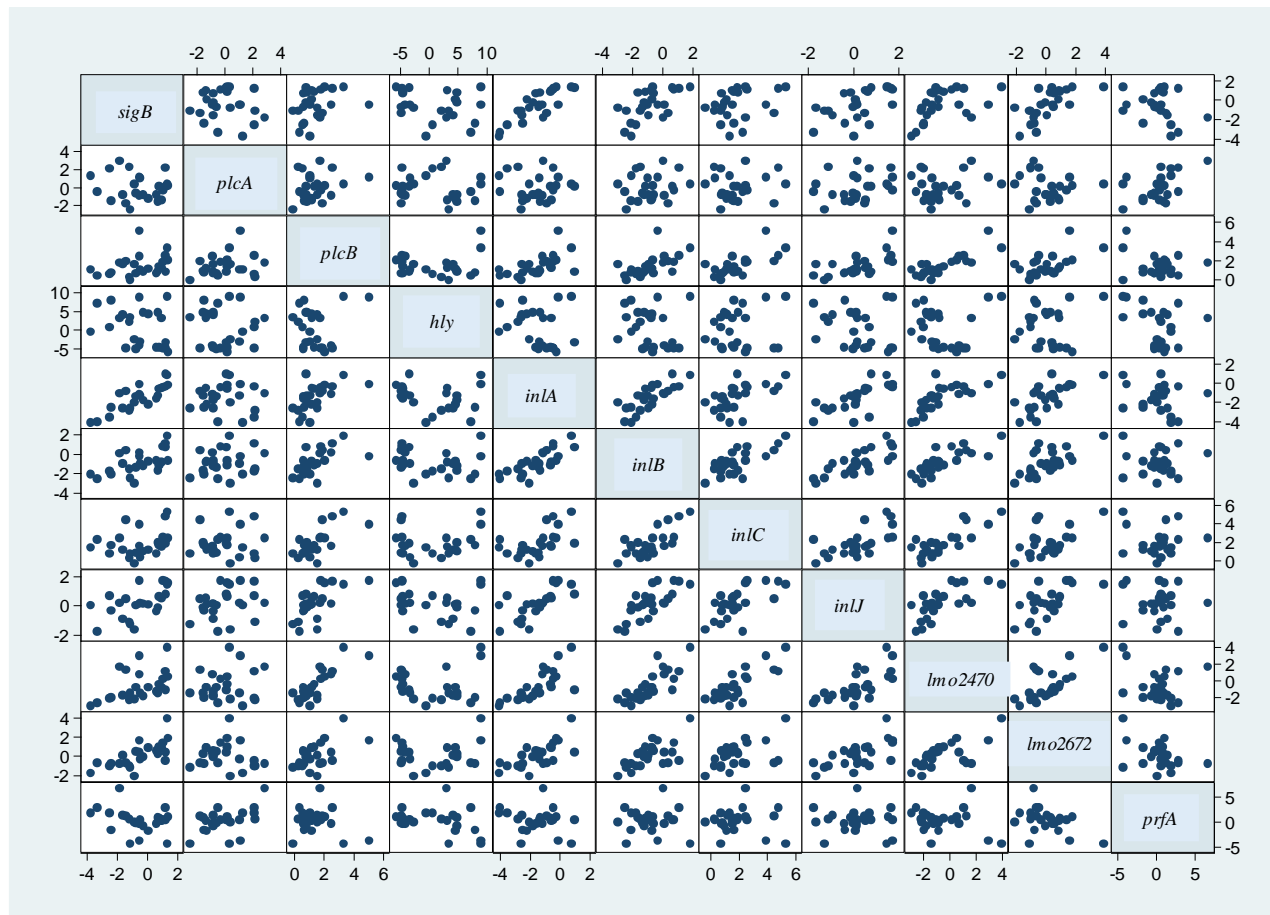 -2 0 2 4 -5 0 5 10 -4 -2 0 2 -2 0 2 -2 0 2 4
sigB 2 0 -2 -4
4 2 0 -2 plcA
plcB 6 4 2 0
10 5 0 -5 hly
inlA 2 0 -2 -4
2 0 -2 -4 inlB
inlC 6 4 2 0
2 0 -2 inlJ
lmo2470 4 2 0 -2
4 2 0 -2 lmo2672
prfA 5 0 -5
-4 -2 0 2 0 2 4 6 -4 -2 0 2 0 2 4 6 -2 0 2 4 -5 0 5